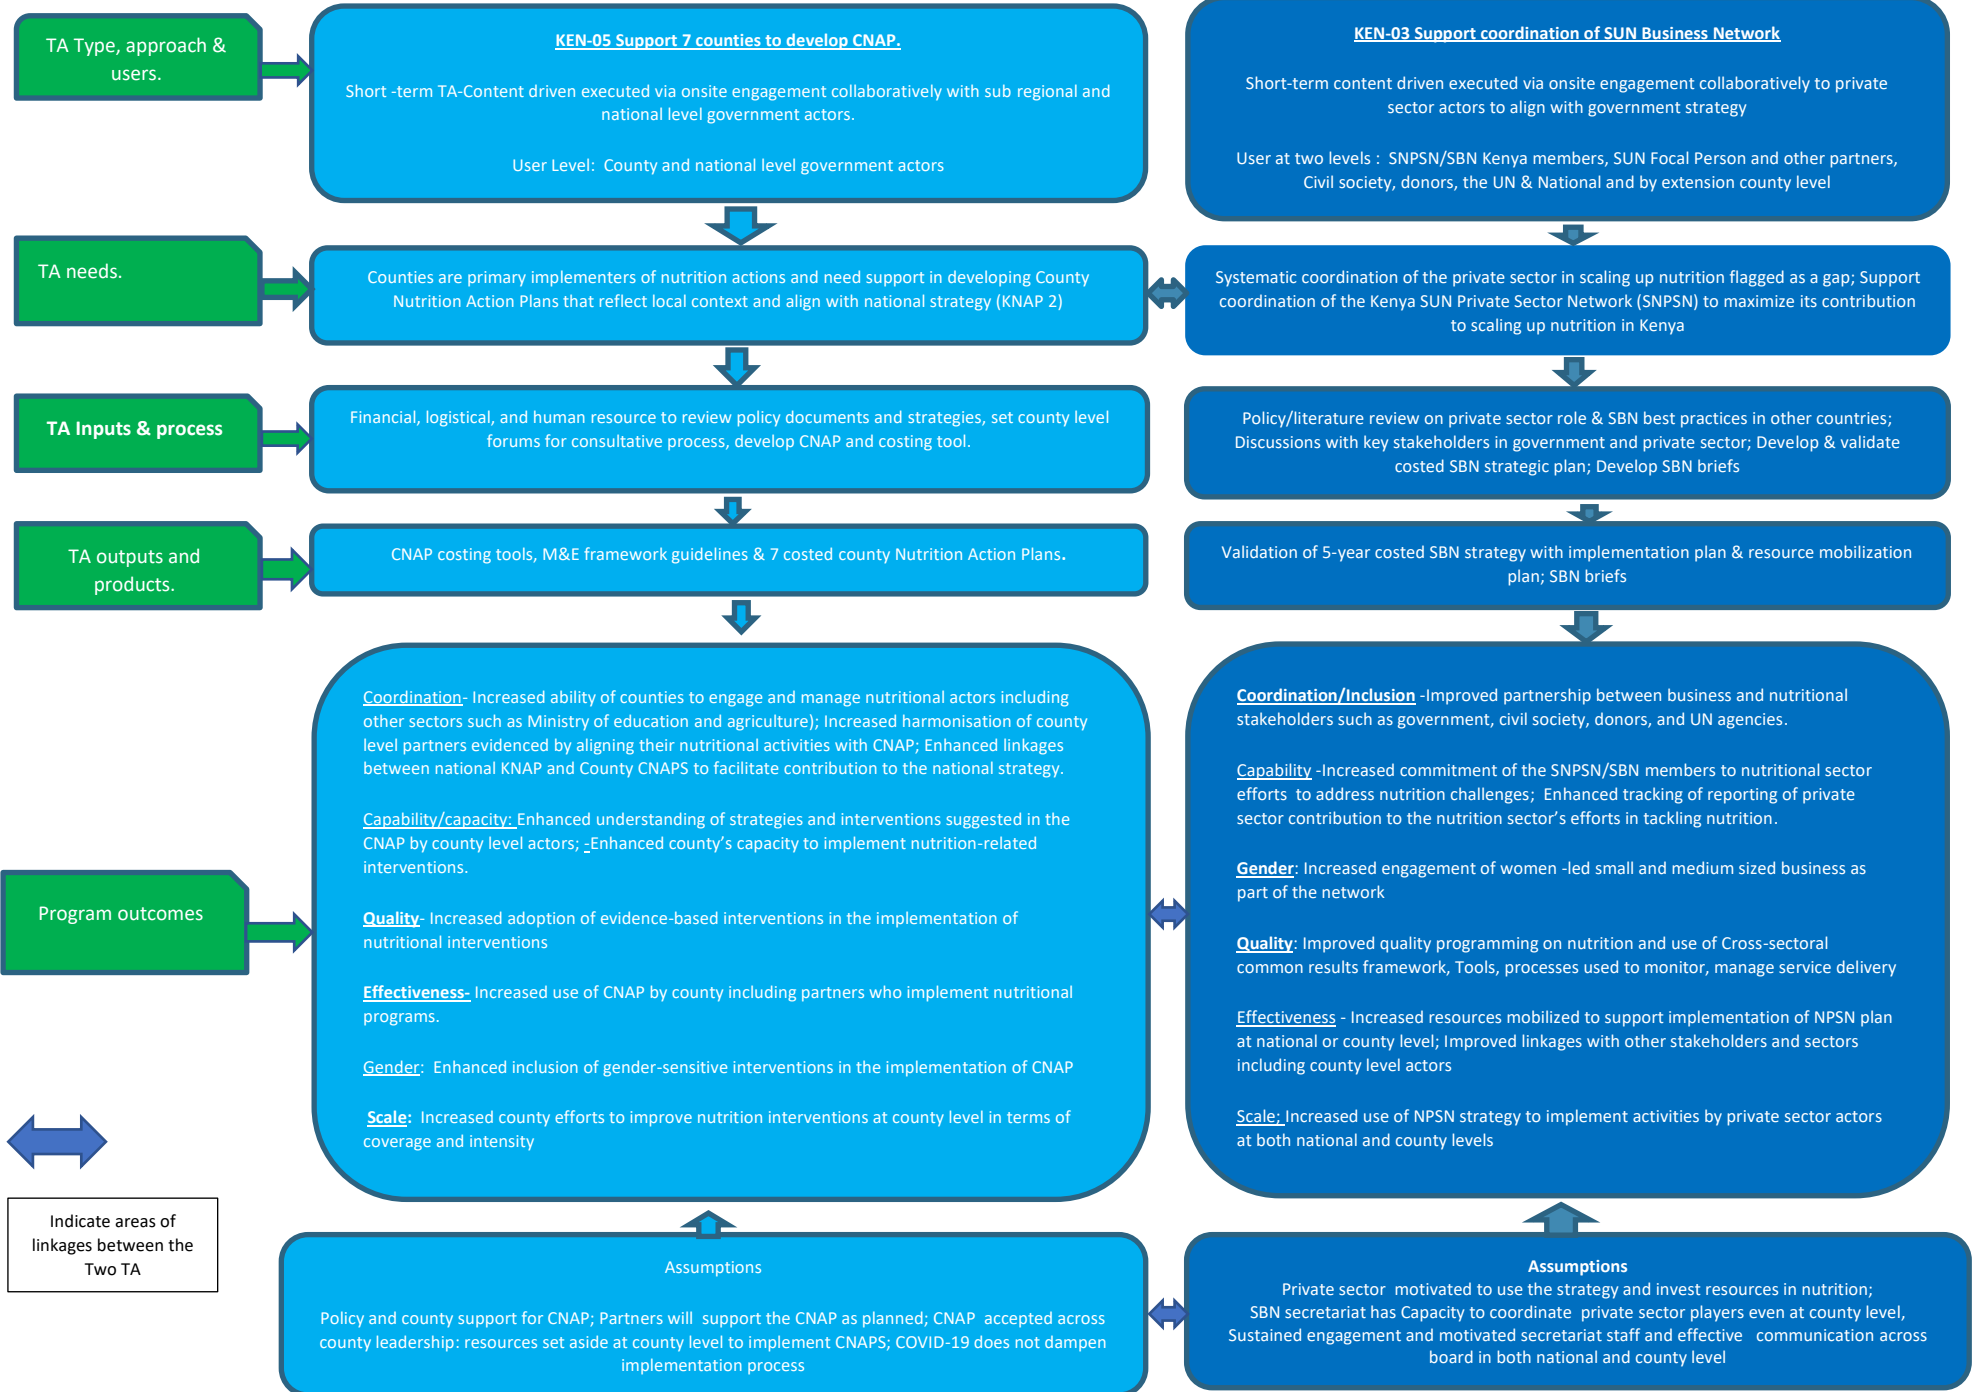 TA Type, approach &
users.
KEN-05 Support 7 counties to develop CNAP.
Short -term TA-Content driven executed via onsite engagement collaboratively with sub regional and
national level government actors.
User Level:  County and national level government actors
KEN-03 Support coordination of SUN Business Network
Short-term content driven executed via onsite engagement collaboratively to private
sector actors to align with government strategy
User at two levels :  SNPSN/SBN Kenya members, SUN Focal Person and other partners,
Civil society, donors, the UN & National and by extension county level
TA needs.
Counties are primary implementers of nutrition actions and need support in developing County
Nutrition Action Plans that reflect local context and align with national strategy (KNAP 2)
Systematic coordination of the private sector in scaling up nutrition flagged as a gap; Support
coordination of the Kenya SUN Private Sector Network (SNPSN) to maximize its contribution
to scaling up nutrition in Kenya
TA Inputs & process
Financial, logistical, and human resource to review policy documents and strategies, set county level
forums for consultative process, develop CNAP and costing tool.
Policy/literature review on private sector role & SBN best practices in other countries;
Discussions with key stakeholders in government and private sector; Develop & validate
costed SBN strategic plan; Develop SBN briefs
TA outputs and
products.
CNAP costing tools, M&E framework guidelines & 7 costed county Nutrition Action Plans.
Validation of 5-year costed SBN strategy with implementation plan & resource mobilization
plan; SBN briefs
Program outcomes
Coordination- Increased ability of counties to engage and manage nutritional actors including
other sectors such as Ministry of education and agriculture); Increased harmonisation of county
level partners evidenced by aligning their nutritional activities with CNAP; Enhanced linkages
between national KNAP and County CNAPS to facilitate contribution to the national strategy.
Capability/capacity: Enhanced understanding of strategies and interventions suggested in the
CNAP by county level actors; -Enhanced county’s capacity to implement nutrition-related
interventions.
Quality- Increased adoption of evidence-based interventions in the implementation of
nutritional interventions
Effectiveness- Increased use of CNAP by county including partners who implement nutritional
programs.
Gender:  Enhanced inclusion of gender-sensitive interventions in the implementation of CNAP
Scale:  Increased county efforts to improve nutrition interventions at county level in terms of
coverage and intensity
Coordination/Inclusion -Improved partnership between business and nutritional
stakeholders such as government, civil society, donors, and UN agencies.
Capability -Increased commitment of the SNPSN/SBN members to nutritional sector
efforts  to address nutrition challenges;  Enhanced tracking of reporting of private
sector contribution to the nutrition sector’s efforts in tackling nutrition.
Gender: Increased engagement of women -led small and medium sized business as
part of the network
Quality: Improved quality programming on nutrition and use of Cross-sectoral
common results framework, Tools, processes used to monitor, manage service delivery
Effectiveness - Increased resources mobilized to support implementation of NPSN plan
at national or county level; Improved linkages with other stakeholders and sectors
including county level actors
Scale; Increased use of NPSN strategy to implement activities by private sector actors
at both national and county levels
Indicate areas of
linkages between the
Two TA
Assumptions
Policy and county support for CNAP; Partners will  support the CNAP as planned; CNAP  accepted across
county leadership: resources set aside at county level to implement CNAPS; COVID-19 does not dampen
implementation process
Assumptions
Private sector  motivated to use the strategy and invest resources in nutrition;
SBN secretariat has Capacity to coordinate  private sector players even at county level,
Sustained engagement and motivated secretariat staff and effective   communication across
board in both national and county level